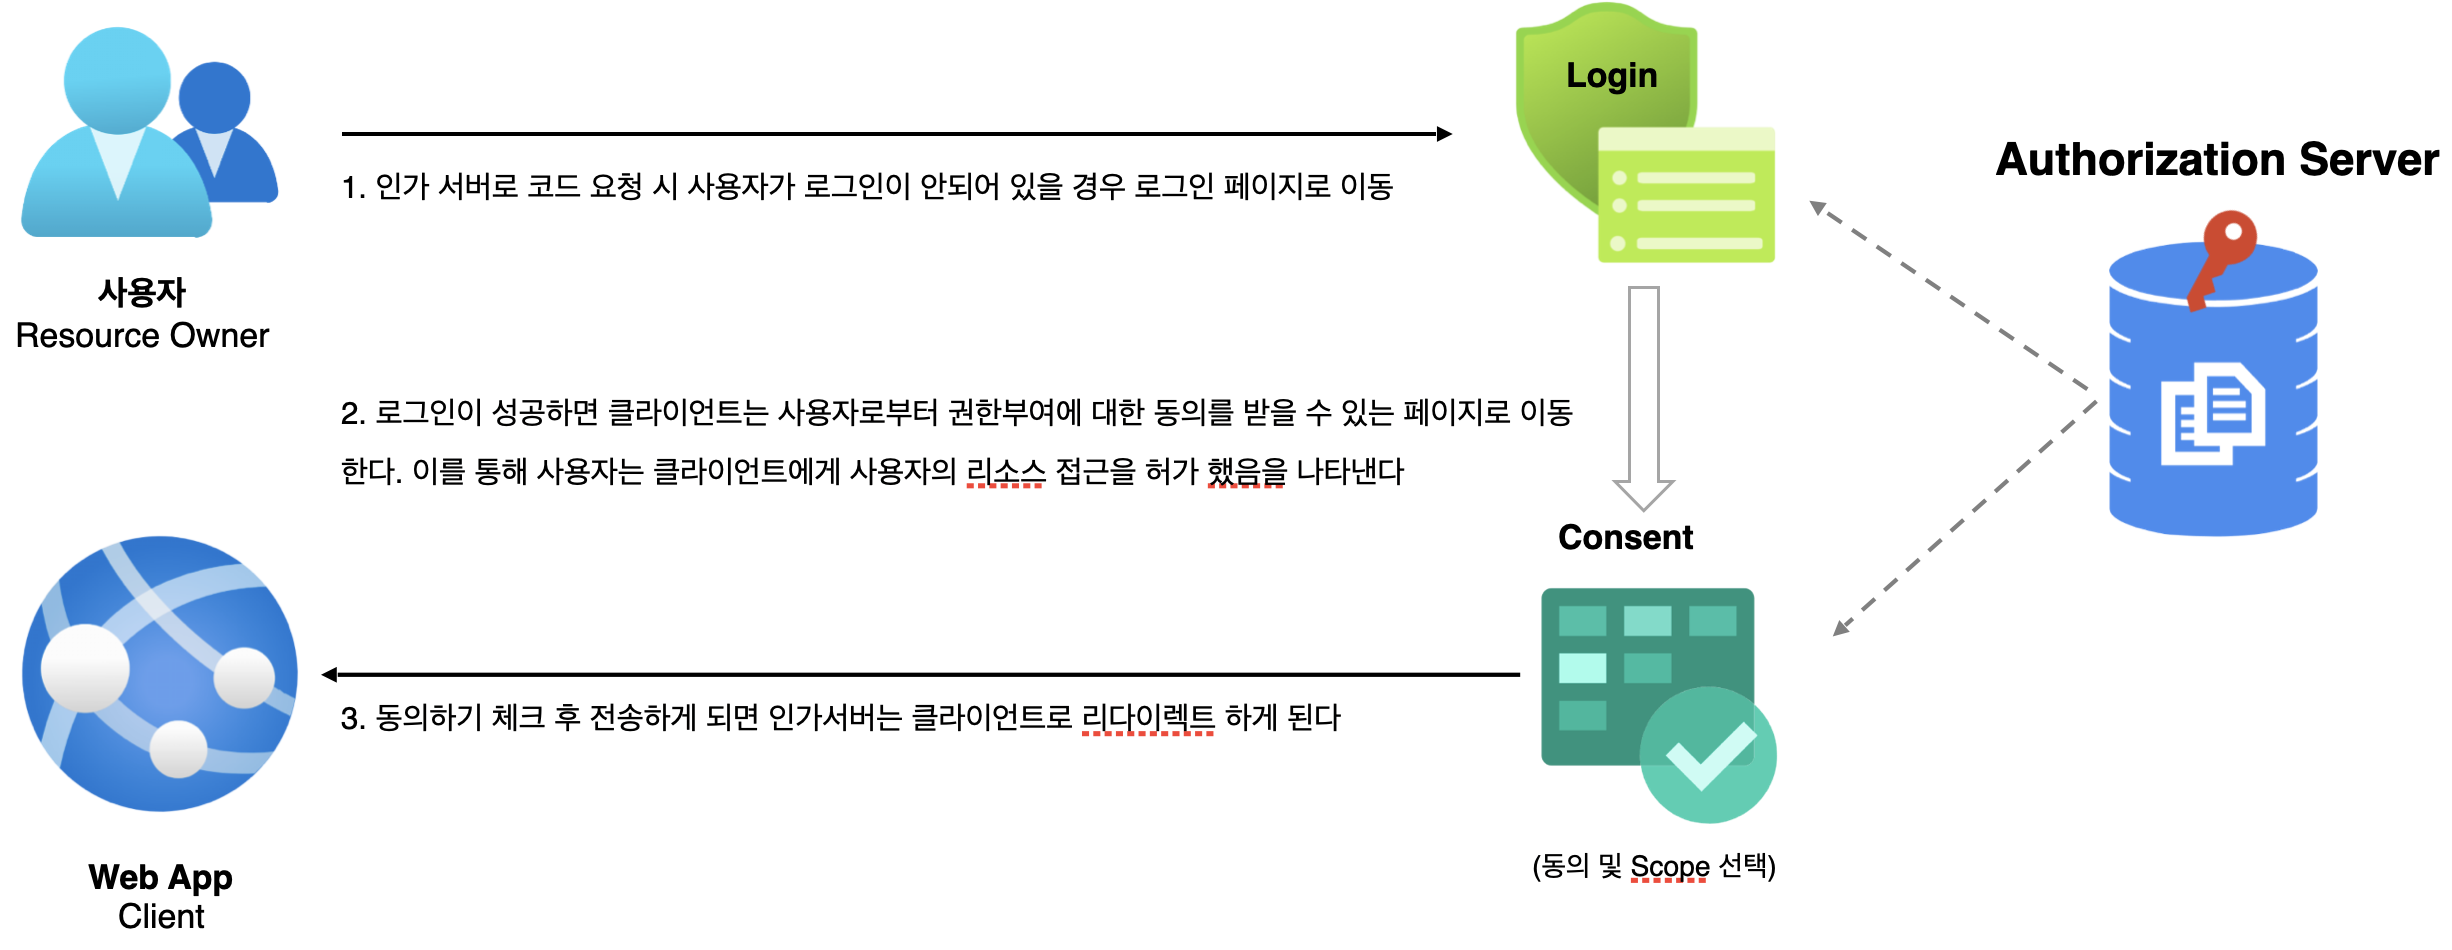 Login
Authorization Server
1. 인가 서버로 코드 요청 시 사용자가 로그인이 안되어 있을 경우 로그인 페이지로 이동
사용자
Resource Owner
2. 로그인이 성공하면 클라이언트는 사용자로부터 권한부여에 대한 동의를 받을 수 있는 페이지로 이동
한다. 이를 통해 사용자는 클라이언트에게 사용자의 리소스 접근을 허가 했음을 나타낸다
Consent
3. 동의하기 체크 후 전송하게 되면 인가서버는 클라이언트로 리다이렉트 하게 된다
(동의 및 Scope 선택)
Web App
Client